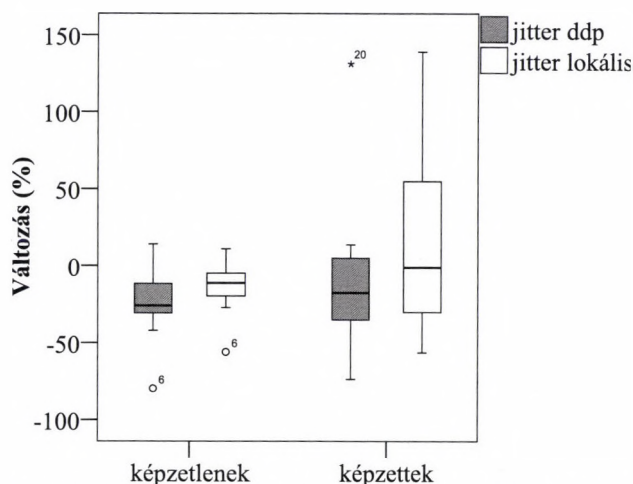 150
100
50
0
-50
-100
Változás (%)
*20
6
6
képzetlenek
képzettek
jitter ddp
jitter lokális